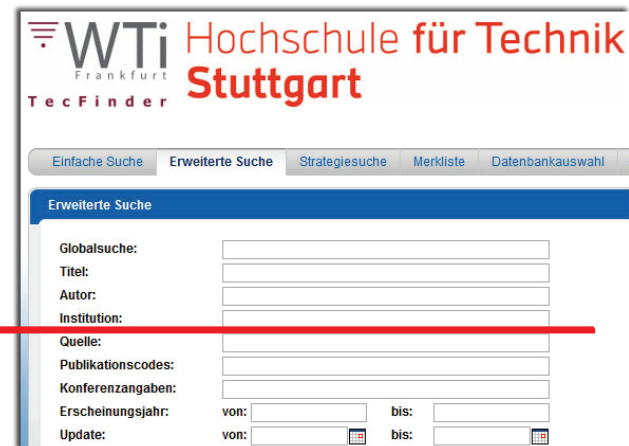 WTi Hochschule für Technik
Frankfurt Stuttgart
TecFinder
Einfache Suche Erweiterte Suche Strategiesuche Merkliste Datenbankauswahl
Erweiterte Suche
Globalsuche:
Titel:
Autor:
Institution:
Quelle:
Publikationscodes:
Konferenzangaben:
Erscheinungsjahr: von: bis:
Update: von: bis: